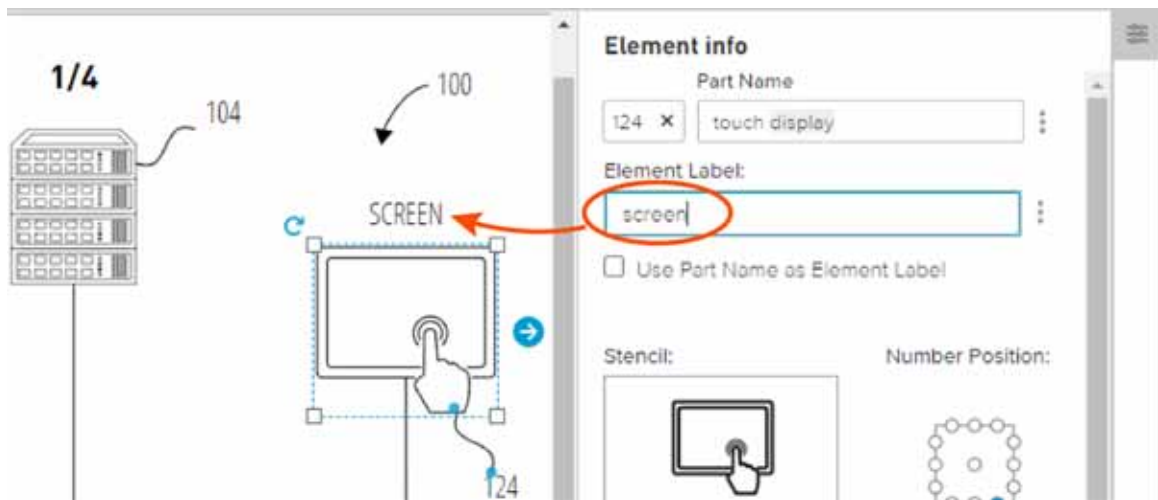 1/4
104
100
SCREEN
124
Element info
Part Name
124 ×
touch display
Element Label:
screen
Use Part Name as Element Label
Stencil:
Number Position: